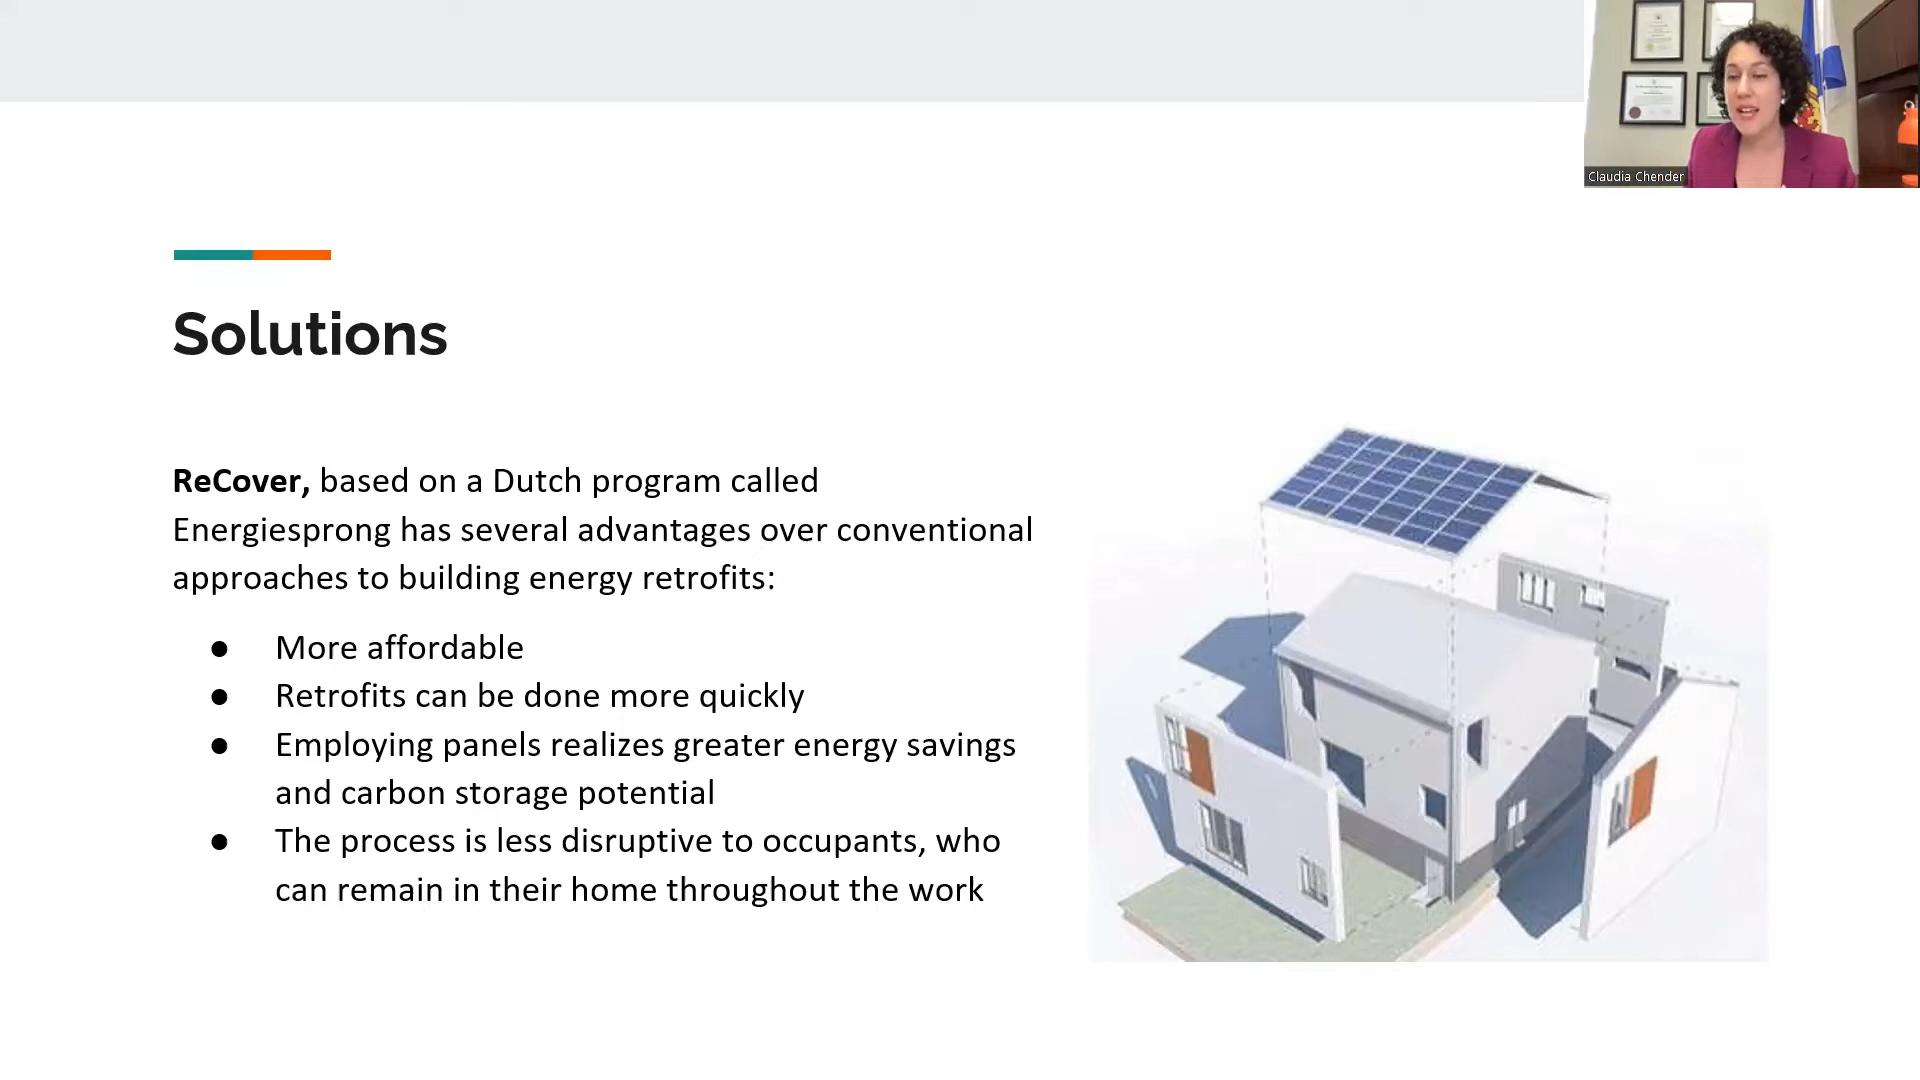 Claudia Chender
Solutions
ReCover, based on a Dutch program called
Energiesprong has several advantages over conventional
approaches to building energy retrofits:
● More affordable
● Retrofits can be done more quickly
● Employing panels realizes greater energy savings
and carbon storage potential
● The process is less disruptive to occupants, who
can remain in their home throughout the work